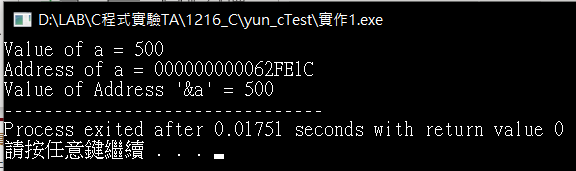 D:\LAB\C程式實驗TA\1216_C\yun_cTest\實作1.exe
Value of a = 500
Address of a = 000000000062FE1C
Value of Address '&a' = 500
--------------------------------
Process exited after 0.01751 seconds with return value 0
請按任意鍵繼續 . . .